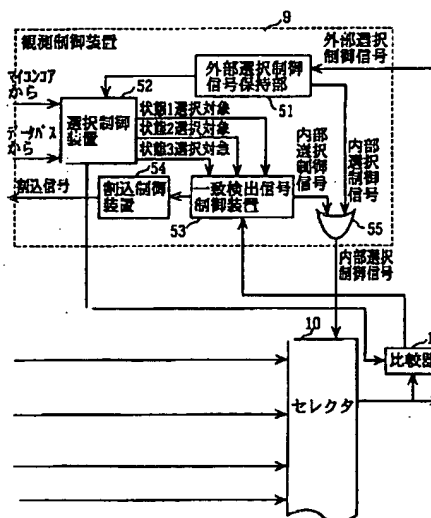 9
観測制御装置
外部選択
制御信号
マイコンコア
から
52
外部選択制御
信号保持部
51
選択制御
装置
状態1選択対象
状態2選択対象
状態3選択対急
データバス
から
割込信号
54
割込制御
装置
一致検出信号
制御装置
53
内部
選択
制御
信号
内部
選択
制御
信号
55
内部選択
制御信号
10
セレクタ
1
比較器